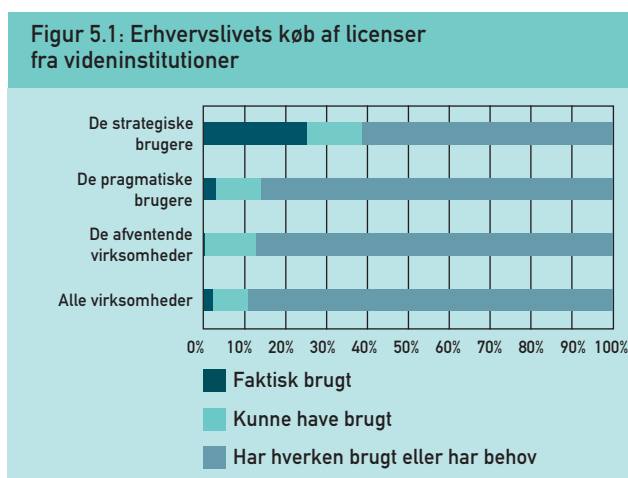 Figur 5.1: Erhvervslivets køb af licenser
fra videninstitutioner
De strategiske
brugere
De pragmatiske
brugere
De afventende
virksomheder
Alle virksomheder
0% 10% 20% 30% 40% 50% 60% 70% 80% 90% 100%
Faktisk brugt
Kunne have brugt
Har hverken brugt eller har behov